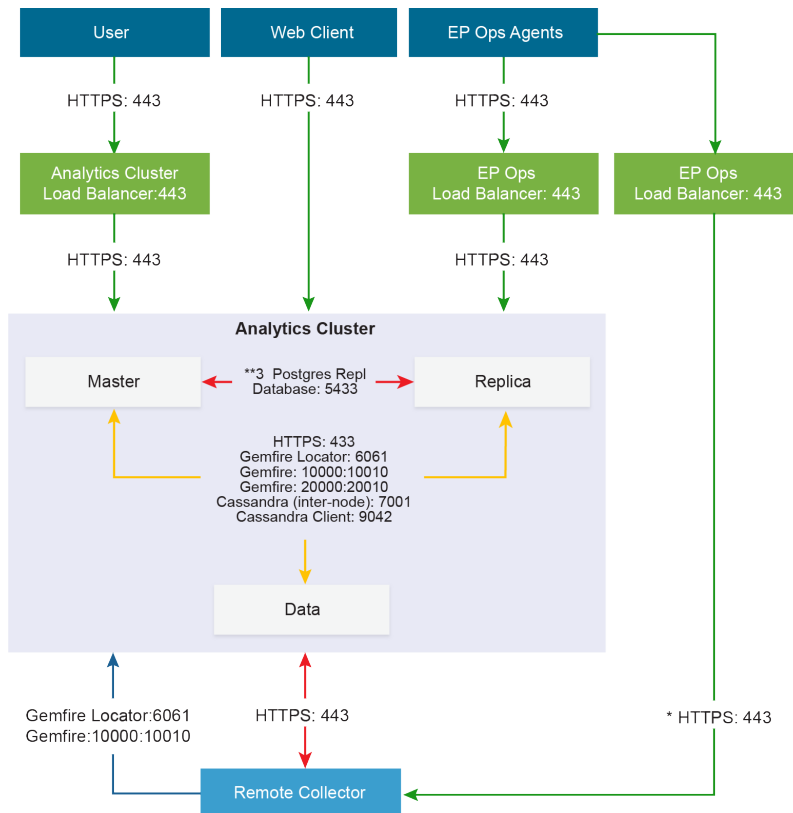 User
Web Client
EP Ops Agents
HTTPS: 443
HTTPS: 443
HTTPS: 443
Analytics Cluster
Load Balancer:443
EP Ops
Load Balancer: 443
EP Ops
Load Balancer: 443
HTTPS: 443
HTTPS: 443
Analytics Cluster
Master
**3 Postgres Repl
Database: 5433
Replica
HTTPS: 433
Gemfire Locator: 6061
Gemfire: 10000:10010
Gemfire: 20000:20010
Cassandra (inter-node): 7001
Cassandra Client: 9042
Data
Gemfire Locator:6061
Gemfire:10000:10010
HTTPS: 443
* HTTPS: 443
Remote Collector